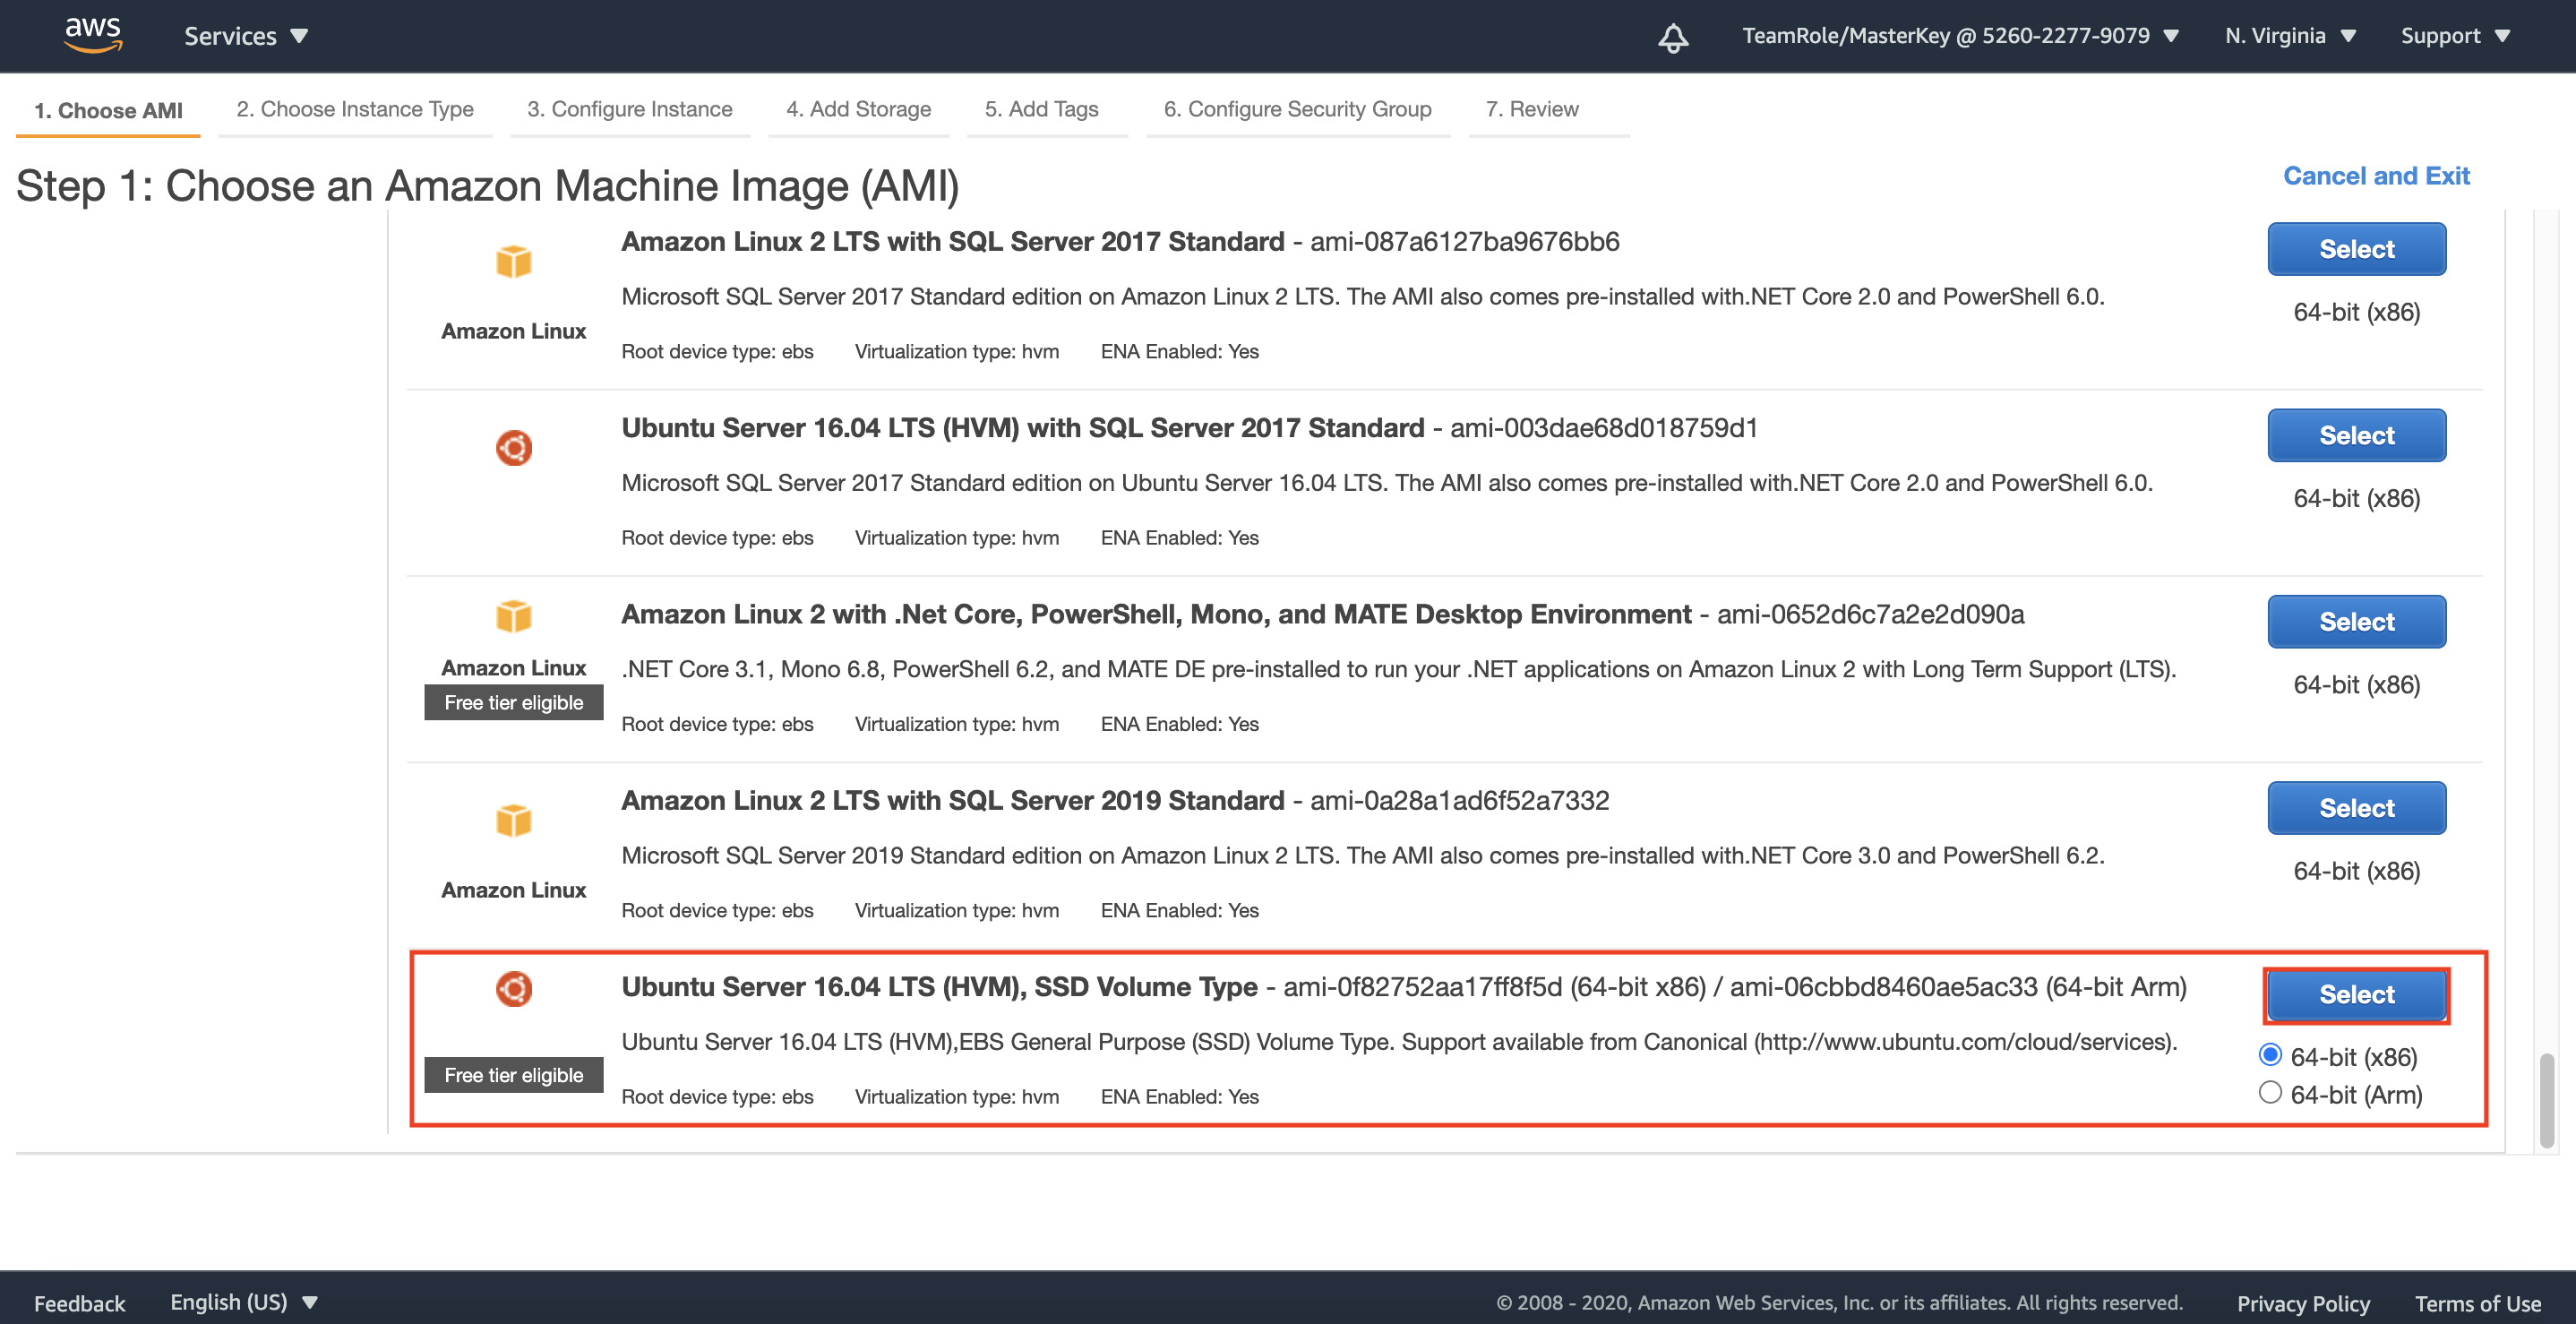 aws Services TeamRole/MasterKey @ 5260-2277-9079 N. Virginia Support
1. Choose AMI 2. Choose Instance Type 3. Configure Instance 4. Add Storage 5. Add Tags 6. Configure Security Group 7. Review
Step 1: Choose an Amazon Machine Image (AMI) Cancel and Exit
Amazon Linux 2 LTS with SQL Server 2017 Standard - ami-087a6127ba9676bb6 Select
Microsoft SQL Server 2017 Standard edition on Amazon Linux 2 LTS. The AMI also comes pre-installed with.NET Core 2.0 and PowerShell 6.0. 64-bit (x86)
Amazon Linux
Root device type: ebs Virtualization type: hvm ENA Enabled: Yes
Ubuntu Server 16.04 LTS (HVM) with SQL Server 2017 Standard - ami-003dae68d018759d1 Select
Microsoft SQL Server 2017 Standard edition on Ubuntu Server 16.04 LTS. The AMI also comes pre-installed with.NET Core 2.0 and PowerShell 6.0. 64-bit (x86)
Root device type: ebs Virtualization type: hvm ENA Enabled: Yes
Amazon Linux 2 with .Net Core, PowerShell, Mono, and MATE Desktop Environment - ami-0652d6c7a2e2d090a Select
Amazon Linux .NET Core 3.1, Mono 6.8, PowerShell 6.2, and MATE DE pre-installed to run your .NET applications on Amazon Linux 2 with Long Term Support (LTS). 64-bit (x86)
Free tier eligible
Root device type: ebs Virtualization type: hvm ENA Enabled: Yes
Amazon Linux 2 LTS with SQL Server 2019 Standard - ami-0a28a1ad6f52a7332 Select
Microsoft SQL Server 2019 Standard edition on Amazon Linux 2 LTS. The AMI also comes pre-installed with.NET Core 3.0 and PowerShell 6.2. 64-bit (x86)
Amazon Linux
Root device type: ebs Virtualization type: hvm ENA Enabled: Yes
Ubuntu Server 16.04 LTS (HVM), SSD Volume Type - ami-0f82752aa17ff8f5d (64-bit x86) / ami-06cbbd8460ae5ac33 (64-bit Arm) Select
Ubuntu Server 16.04 LTS (HVM),EBS General Purpose (SSD) Volume Type. Support available from Canonical (http://www.ubuntu.com/cloud/services). 64-bit (x86)
Free tier eligible
Root device type: ebs Virtualization type: hvm ENA Enabled: Yes 64-bit (Arm)
Feedback English (US) © 2008 - 2020, Amazon Web Services, Inc. or its affiliates. All rights reserved. Privacy Policy Terms of Use